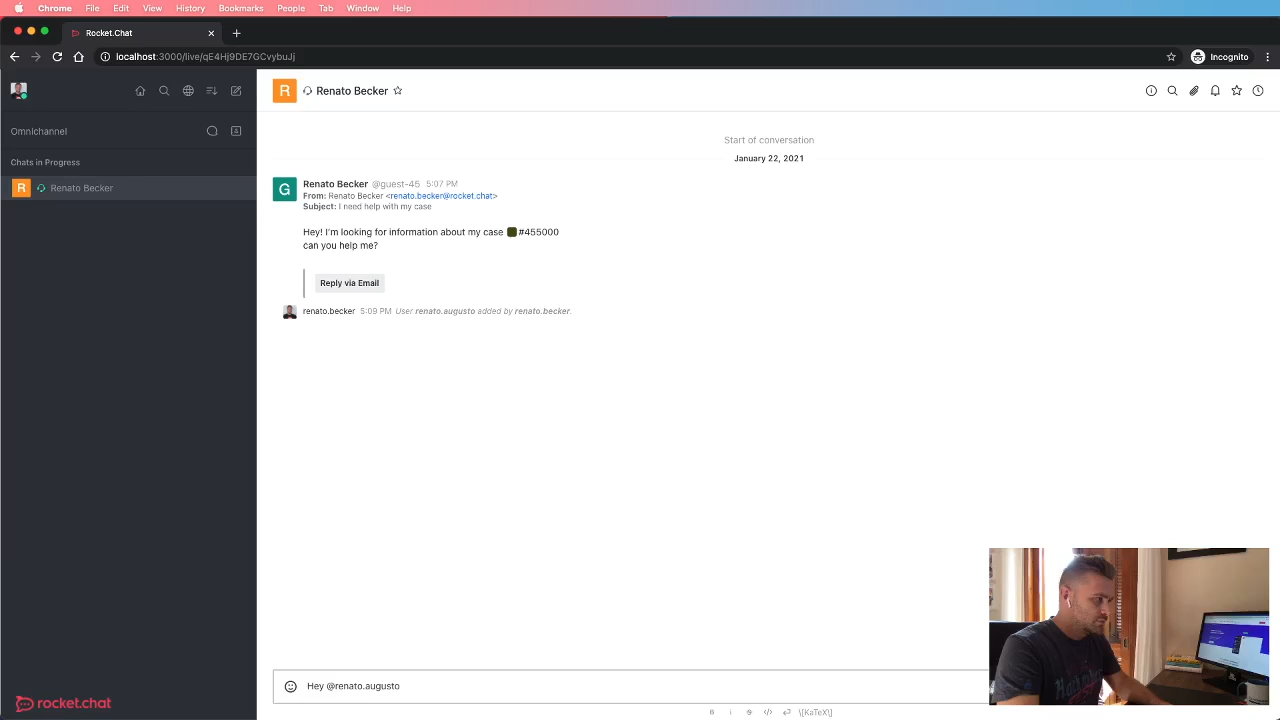 Chrome File Edit View History Bookmarks People Tab Window Help
Rocket.Chat
localhost:3000/live/qE4Hj9DE7GCvybuJj
Incognito
R Renato Becker
Omnichannel
Chats in Progress
R Renato Becker
Start of conversation
January 22, 2021
G Renato Becker @guest-45 5:07 PM
From: Renato Becker <renato.becker@rocket.chat>
Subject: I need help with my case
Hey! I'm looking for information about my case #455000
can you help me?
Reply via Email
renato.becker 5:09 PM User renato.augusto added by renato.becker.
Hey @renato.augusto
rocket.chat
B i S </> \[KaTeX\]